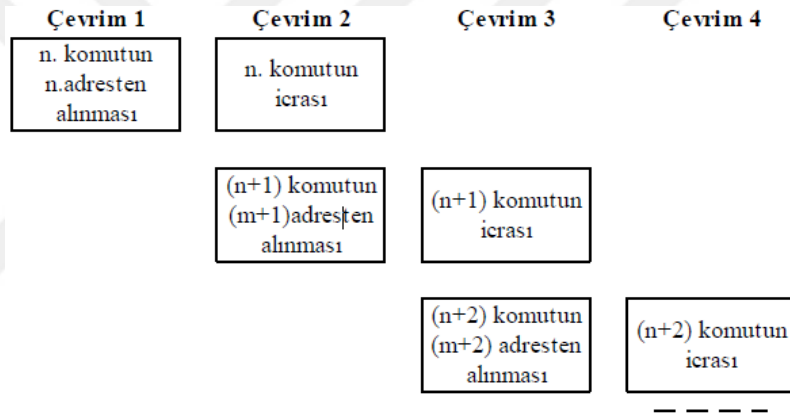 Çevrim 1 Çevrim 2 Çevrim 3 Çevrim 4
n. komutun
n.adresten
alınması
n. komutun
icrası
(n+1) komutun
(m+1)adresten
alınması
(n+1) komutun
icrası
(n+2) komutun
(m+2) adresten
alınması
(n+2) komutun
icrası